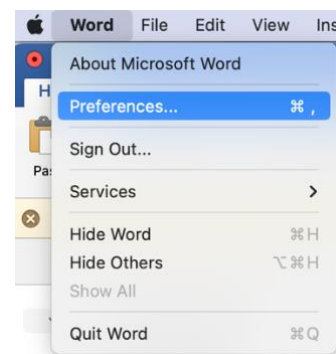 Word File Edit View Ins
About Microsoft Word
H
Preferences... ⌘ ,
Sign Out...
Pa
Services >
Hide Word ⌘ H
Hide Others ⌥ ⌘ H
Show All
Quit Word ⌘ Q